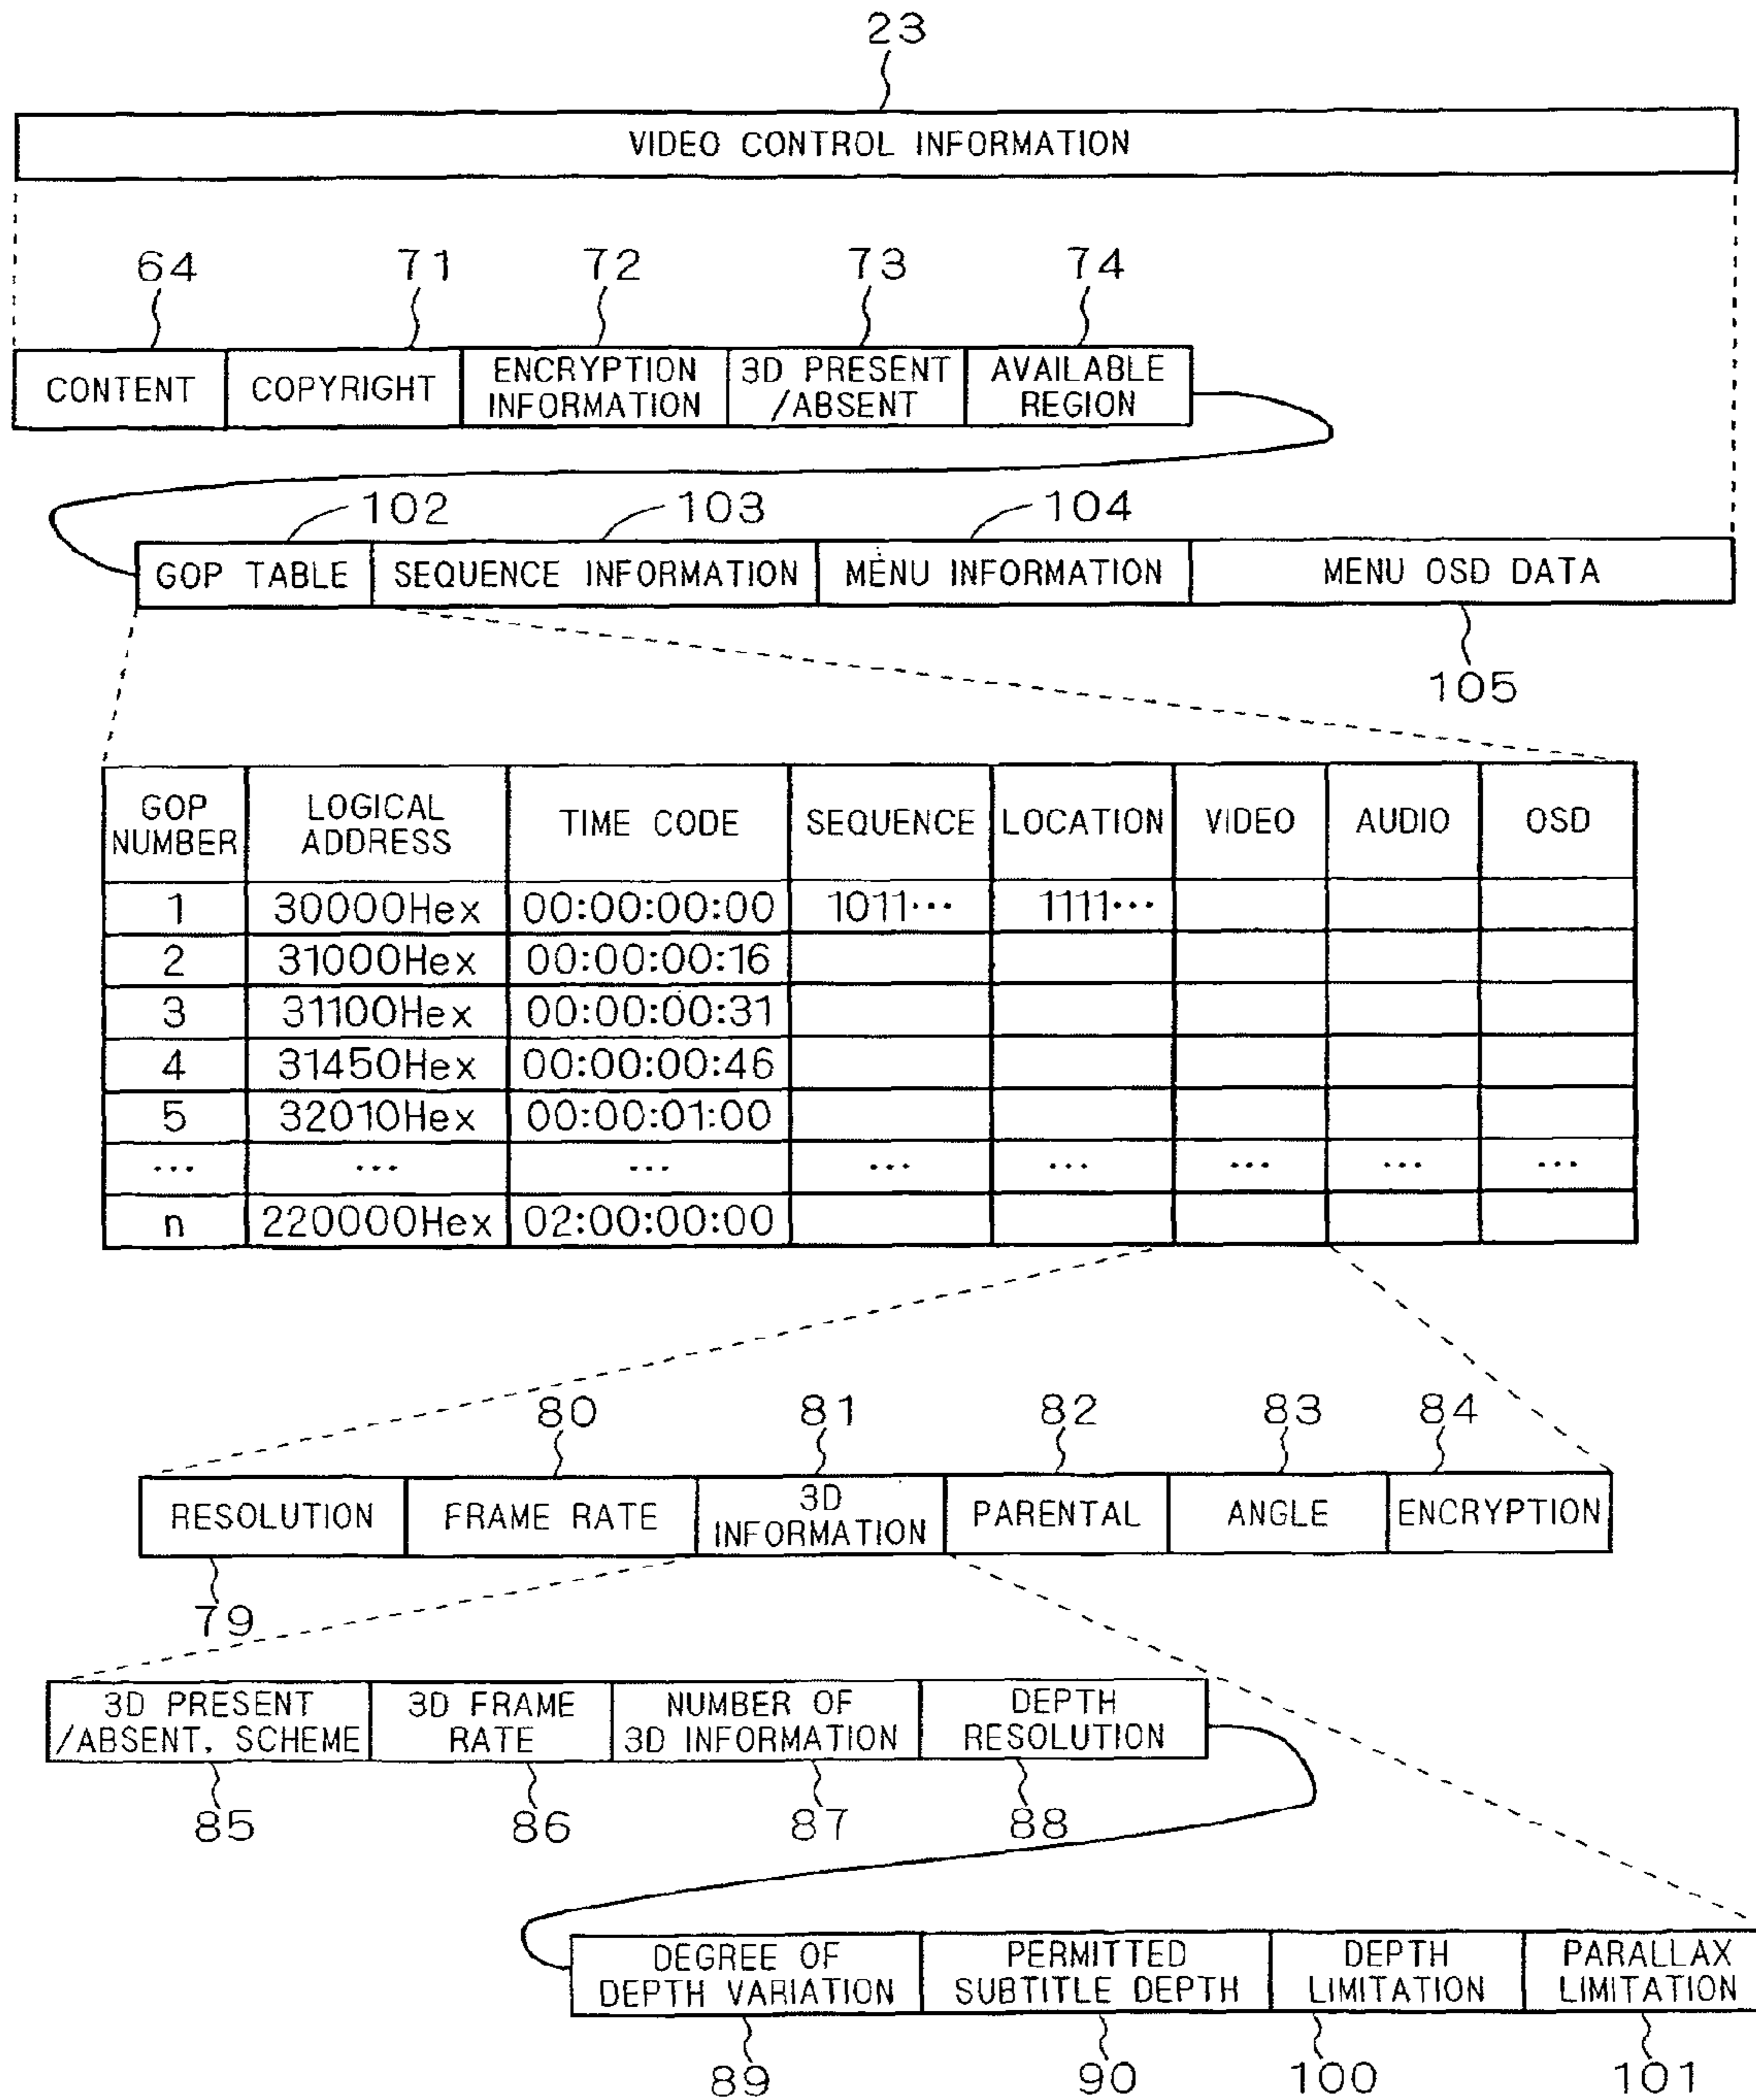 23
VIDEO CONTROL INFORMATION
64 71 72 73 74
CONTENT COPYRIGHT ENCRYPTION INFORMATION 3D PRESENT /ABSENT AVAILABLE REGION
102 103 104
GOP TABLE SEQUENCE INFORMATION MENU INFORMATION MENU OSD DATA
105
GOP NUMBER LOGICAL ADDRESS TIME CODE SEQUENCE LOCATION VIDEO AUDIO OSD
1 30000Hex 00:00:00:00 1011··· 1111···
2 31000Hex 00:00:00:16
3 31100Hex 00:00:00:31
4 31450Hex 00:00:00:46
5 32010Hex 00:00:01:00
··· ··· ··· ··· ··· ··· ··· ···
n 220000Hex 02:00:00:00
80 81 82 83 84
RESOLUTION FRAME RATE 3D INFORMATION PARENTAL ANGLE ENCRYPTION
79
3D PRESENT /ABSENT, SCHEME 3D FRAME RATE NUMBER OF 3D INFORMATION DEPTH RESOLUTION
85 86 87 88
DEGREE OF DEPTH VARIATION PERMITTED SUBTITLE DEPTH DEPTH LIMITATION PARALLAX LIMITATION
89 90 100 101